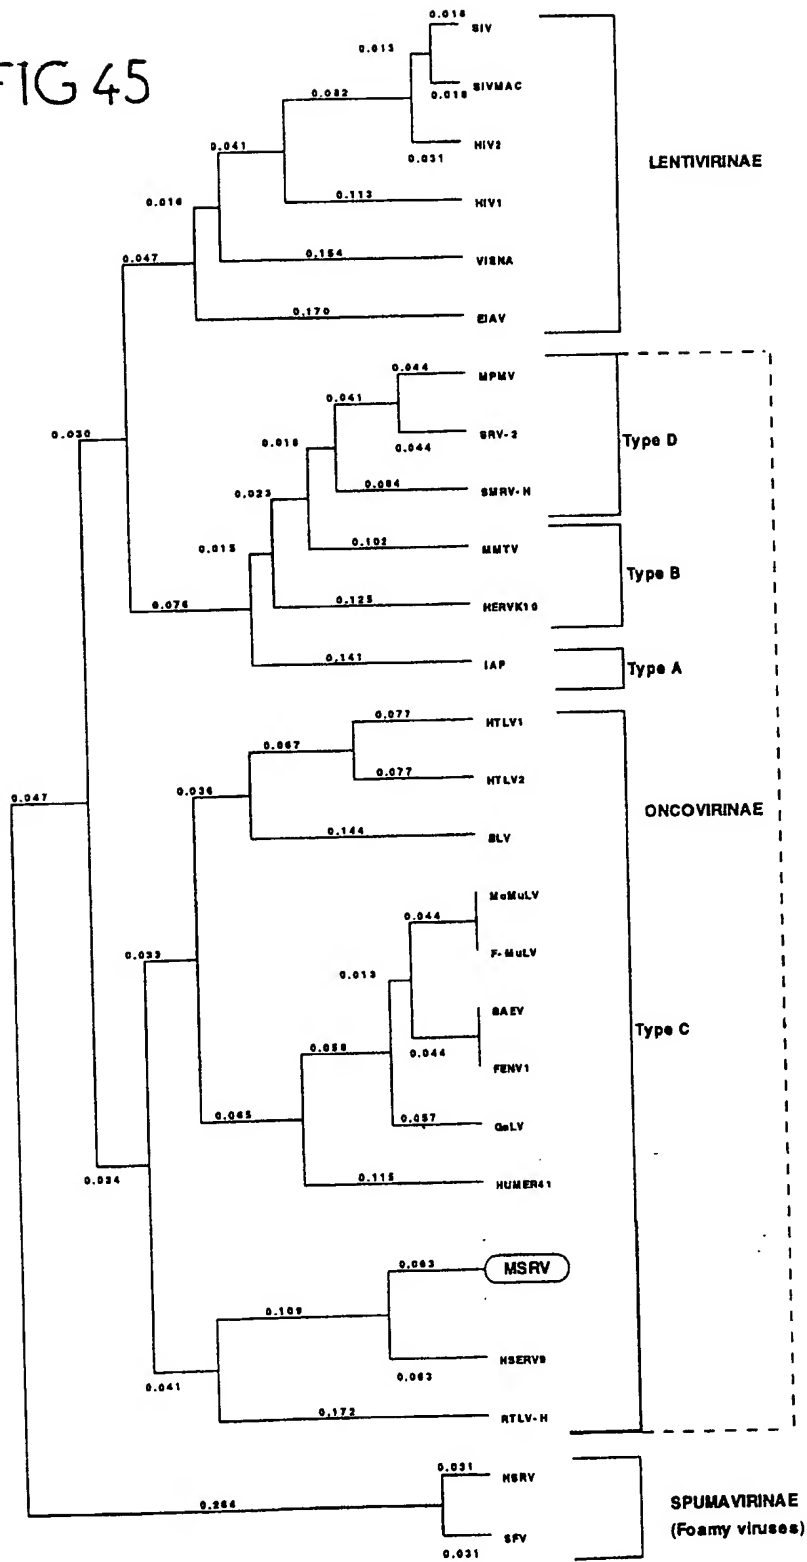 FIG 45
0.018
SIV
0.013
SIVMAC
0.018
0.082
HIV2
0.031
0.041
0.113
HIV1
LENTIVIRINAE
0.016
0.154
VISNA
0.047
0.170
EIAV
0.044
MPMV
0.041
SRV-2
0.044
Type D
0.030
0.018
0.084
SMRV-H
0.023
0.102
MMTV
0.015
Type B
0.076
0.125
HERVK10
0.141
IAP
Type A
0.077
HTLV1
0.067
0.077
HTLV2
0.036
0.047
ONCOVIRINAE
0.144
BLV
MoMuLV
0.044
F-MuLV
0.033
0.013
BAEV
Type C
0.044
0.058
FENV1
0.065
0.057
GaLV
0.034
0.115
HUMER41
0.063
MSRV
0.109
HSERV9
0.063
0.041
0.172
RTLV-H
0.031
HSRV
0.264
SPUMAVIRINAE
(Foamy viruses)
SFV
0.031